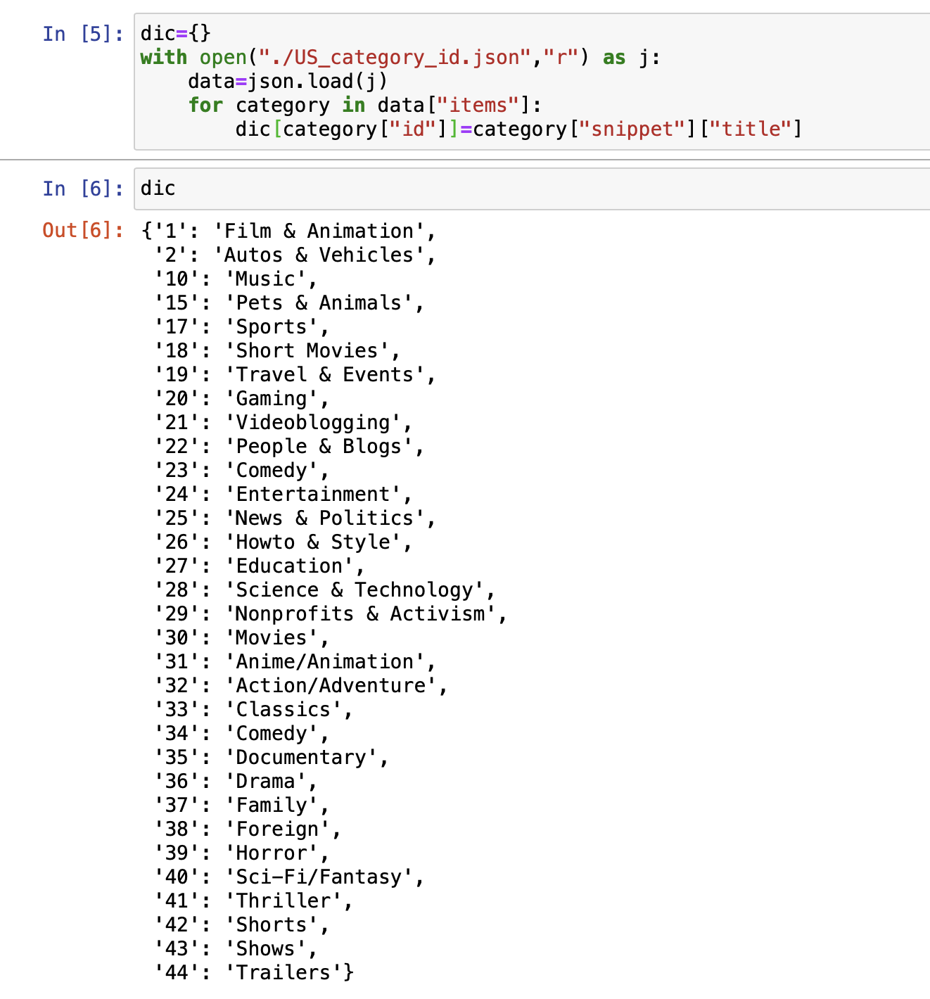 In [5]: dic={}
with open("./US_category_id.json","r") as j:
    data=json.load(j)
    for category in data["items"]:
        dic[category["id"]]=category["snippet"]["title"]
In [6]: dic
Out[6]: {'1': 'Film & Animation',
 '2': 'Autos & Vehicles',
 '10': 'Music',
 '15': 'Pets & Animals',
 '17': 'Sports',
 '18': 'Short Movies',
 '19': 'Travel & Events',
 '20': 'Gaming',
 '21': 'Videoblogging',
 '22': 'People & Blogs',
 '23': 'Comedy',
 '24': 'Entertainment',
 '25': 'News & Politics',
 '26': 'Howto & Style',
 '27': 'Education',
 '28': 'Science & Technology',
 '29': 'Nonprofits & Activism',
 '30': 'Movies',
 '31': 'Anime/Animation',
 '32': 'Action/Adventure',
 '33': 'Classics',
 '34': 'Comedy',
 '35': 'Documentary',
 '36': 'Drama',
 '37': 'Family',
 '38': 'Foreign',
 '39': 'Horror',
 '40': 'Sci-Fi/Fantasy',
 '41': 'Thriller',
 '42': 'Shorts',
 '43': 'Shows',
 '44': 'Trailers'}